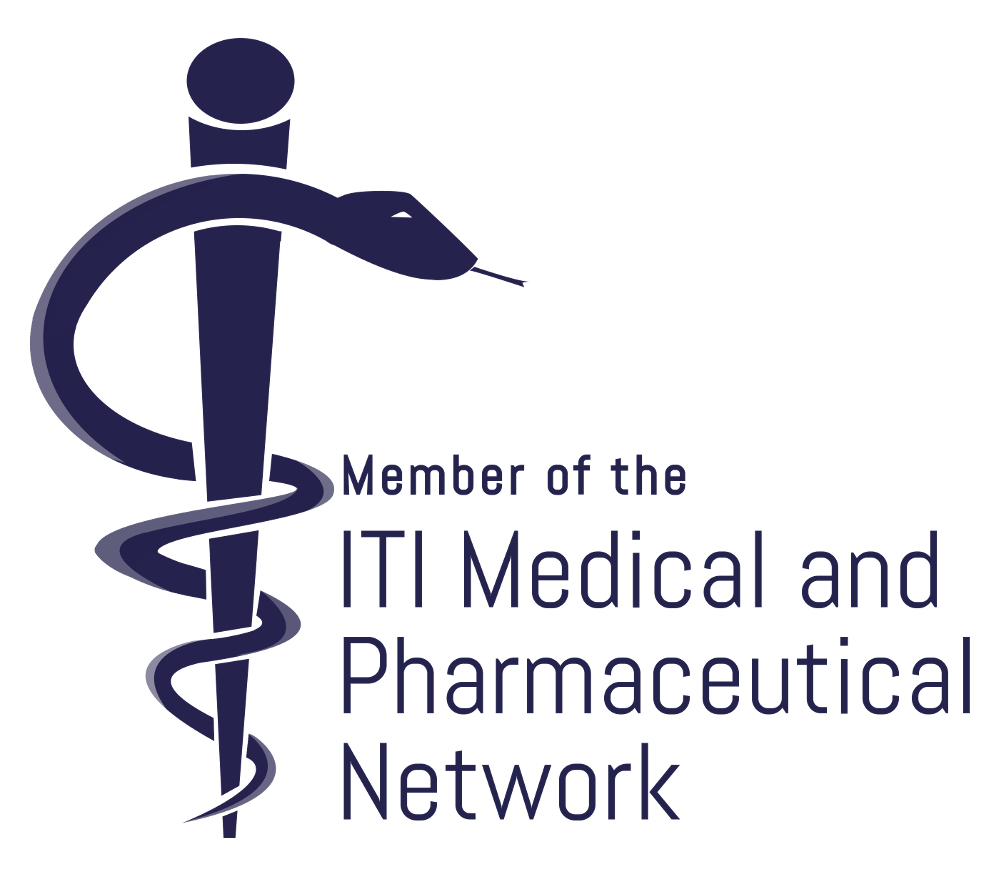 Member of the
ITI Medical and
Pharmaceutical
Network